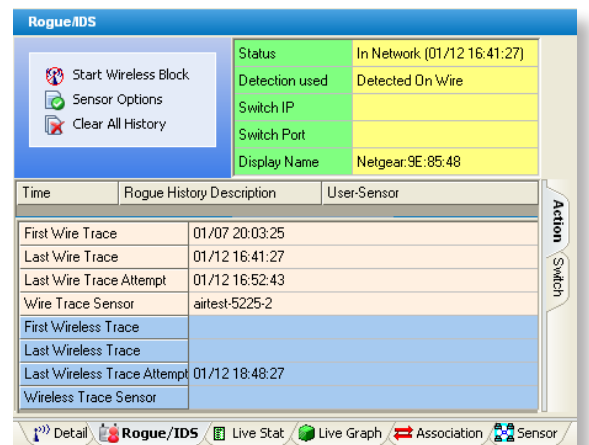 Rogue/IDS
Start Wireless Block
Sensor Options
Clear All History
Status In Network (01/12 16:41:27)
Detection used Detected On Wire
Switch IP
Switch Port
Display Name Netgear:9E:85:48
Time Rogue History Description User-Sensor
First Wire Trace 01/07 20:03:25
Last Wire Trace 01/12 16:41:27
Last Wire Trace Attempt 01/12 16:52:43
Wire Trace Sensor airtest-5225-2
First Wireless Trace
Last Wireless Trace
Last Wireless Trace Attempt 01/12 18:48:27
Wireless Trace Sensor
Action
Switch
Detail Rogue/IDS Live Stat Live Graph Association Sensor